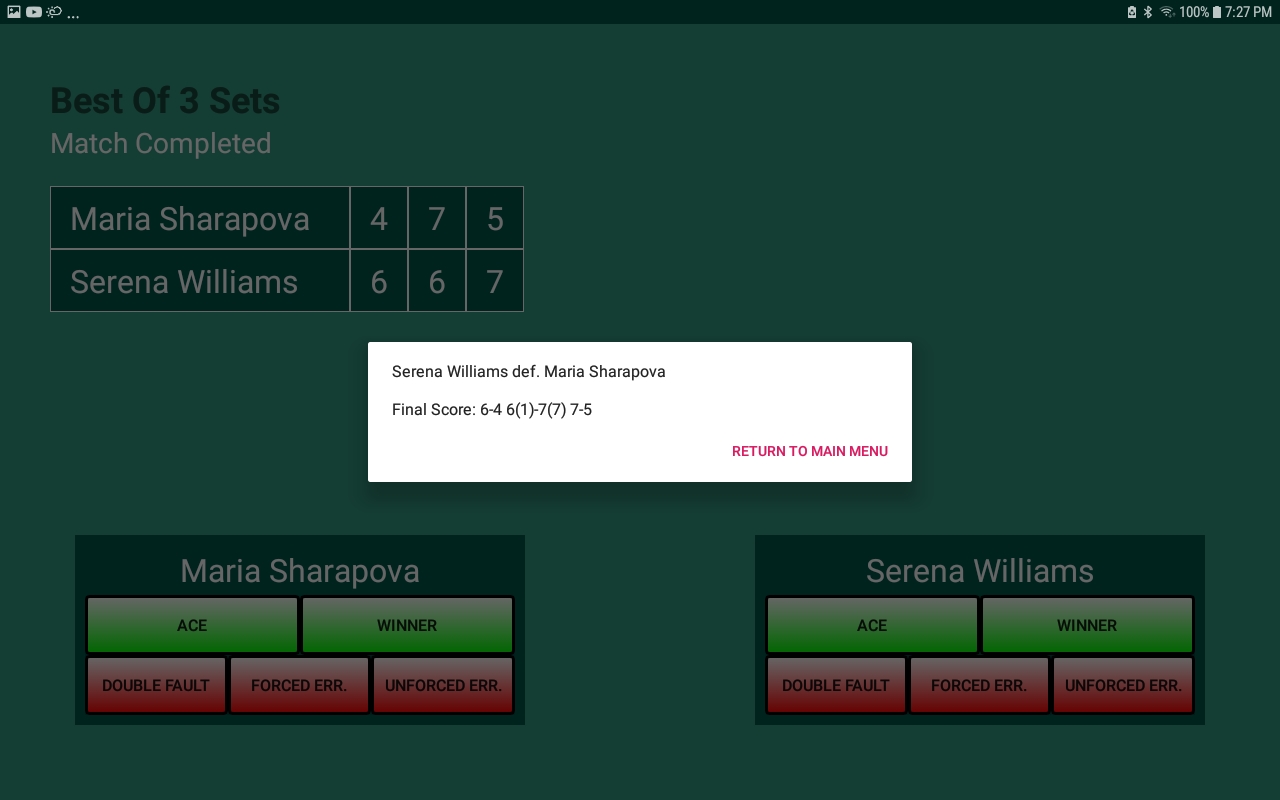 ... 100% 7:27 PM
Best Of 3 Sets
Match Completed
Maria Sharapova 4 7 5
Serena Williams 6 6 7
Serena Williams def. Maria Sharapova
Final Score: 6-4 6(1)-7(7) 7-5
RETURN TO MAIN MENU
Maria Sharapova
ACE WINNER
DOUBLE FAULT FORCED ERR. UNFORCED ERR.
Serena Williams
ACE WINNER
DOUBLE FAULT FORCED ERR. UNFORCED ERR.